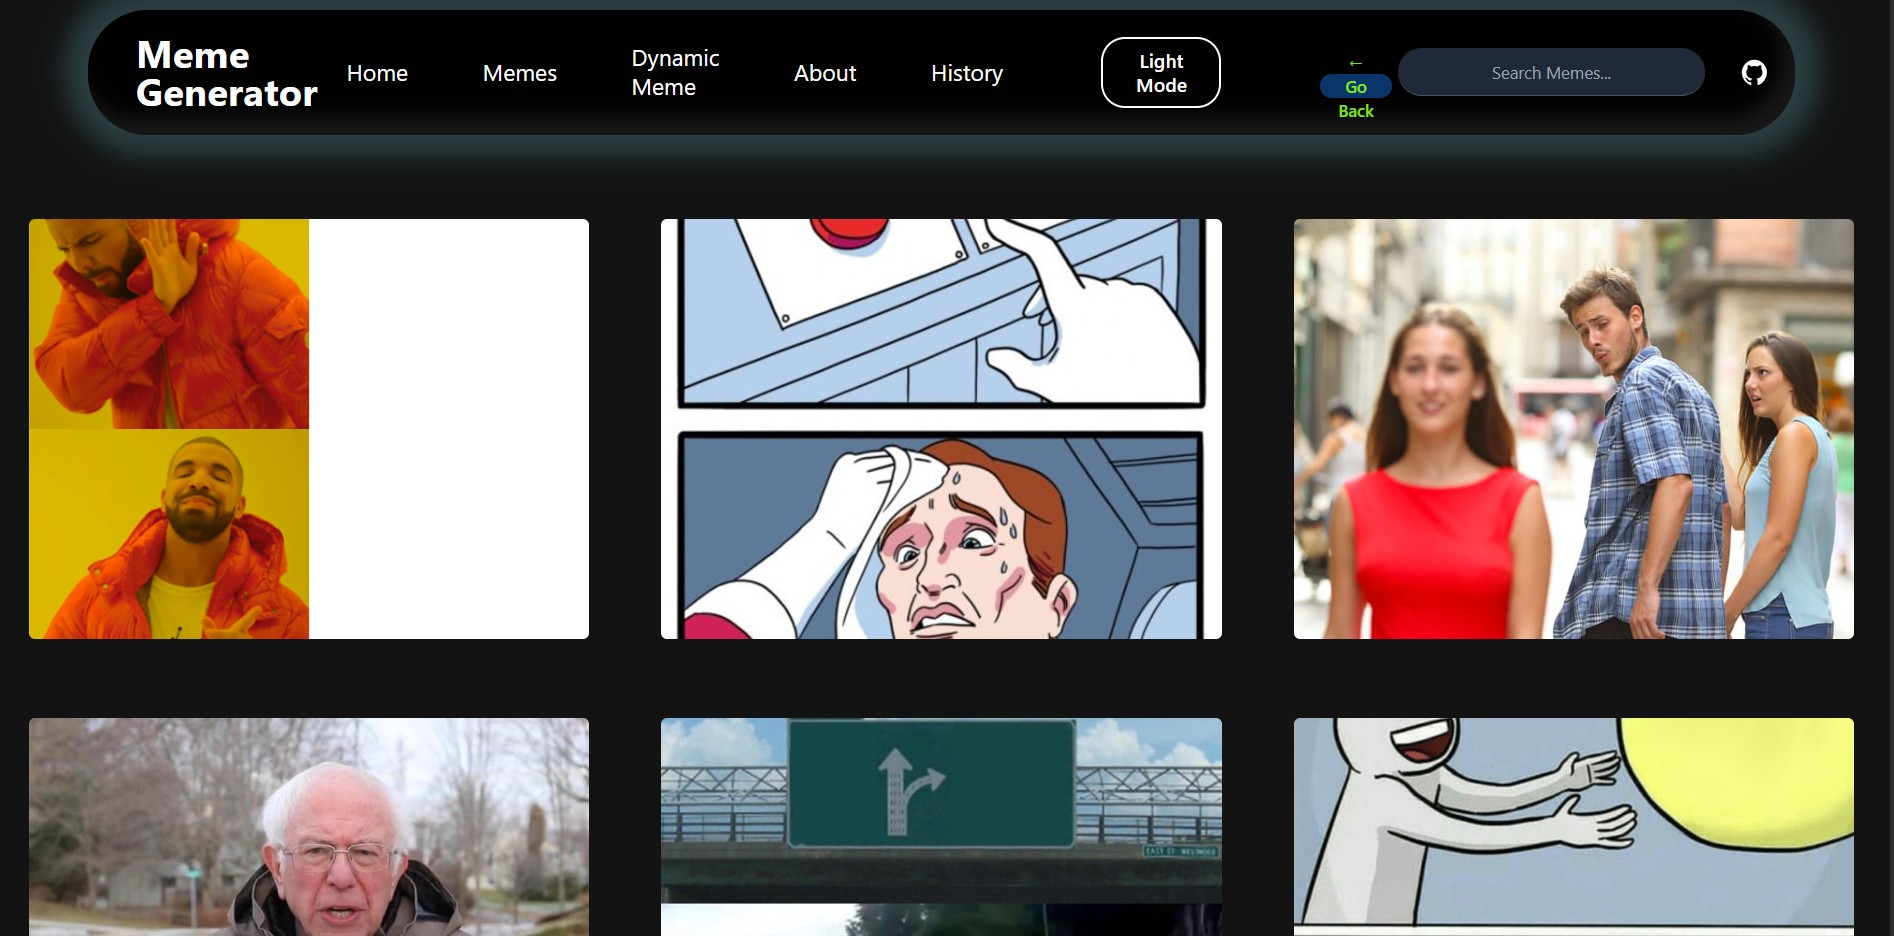 Meme
Generator
Home
Memes
Dynamic
Meme
About
History
Light
Mode
←
Go
Back
Search Memes...
EAST ST WESTWOOD